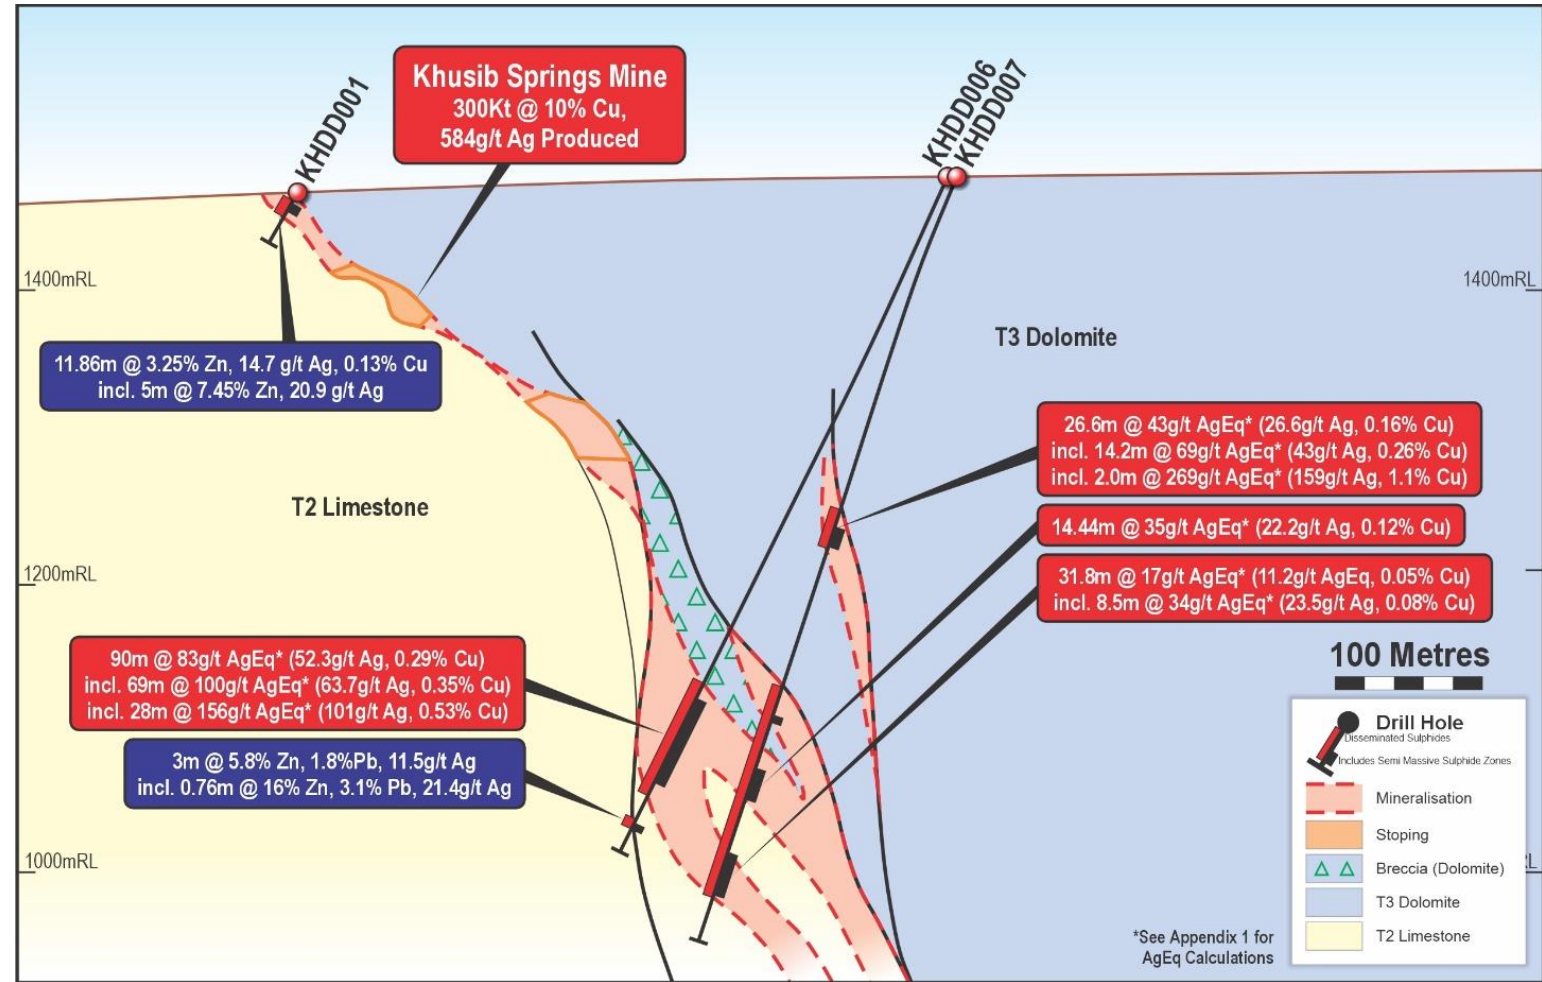 KHDD001
Khusib Springs Mine
300Kt @ 10% Cu,
584g/t Ag Produced
KHDD006
KHDD007
1400mRL
1400mRL
T3 Dolomite
11.86m @ 3.25% Zn, 14.7 g/t Ag, 0.13% Cu
incl. 5m @ 7.45% Zn, 20.9 g/t Ag
26.6m @ 43g/t AgEq* (26.6g/t Ag, 0.16% Cu)
incl. 14.2m @ 69g/t AgEq* (43g/t Ag, 0.26% Cu)
incl. 2.0m @ 269g/t AgEq* (159g/t Ag, 1.1% Cu)
T2 Limestone
14.44m @ 35g/t AgEq* (22.2g/t Ag, 0.12% Cu)
1200mRL
31.8m @ 17g/t AgEq* (11.2g/t AgEq, 0.05% Cu)
incl. 8.5m @ 34g/t AgEq* (23.5g/t Ag, 0.08% Cu)
90m @ 83g/t AgEq* (52.3g/t Ag, 0.29% Cu)
incl. 69m @ 100g/t AgEq* (63.7g/t Ag, 0.35% Cu)
incl. 28m @ 156g/t AgEq* (101g/t Ag, 0.53% Cu)
100 Metres
3m @ 5.8% Zn, 1.8%Pb, 11.5g/t Ag
incl. 0.76m @ 16% Zn, 3.1% Pb, 21.4g/t Ag
Drill Hole
Disseminated Sulphides
Includes Semi Massive Sulphide Zones
Mineralisation
Stoping
Breccia (Dolomite)
T3 Dolomite
T2 Limestone
1000mRL
*See Appendix 1 for
AgEq Calculations